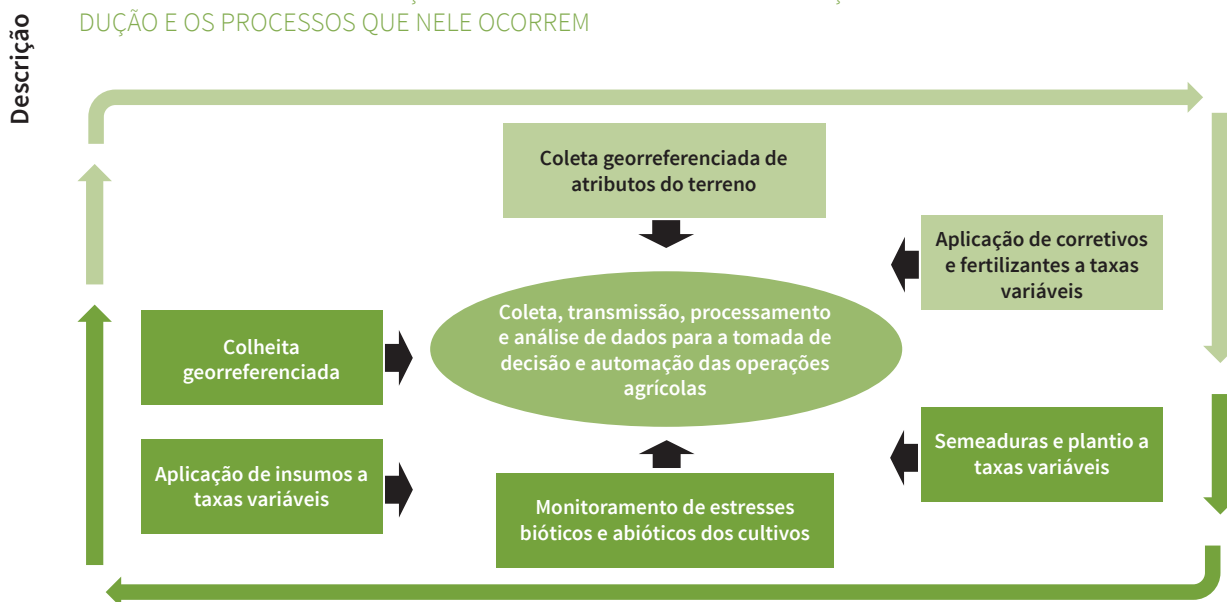 DUÇÃO E OS PROCESSOS QUE NELE OCORREM
Descrição
Coleta georreferenciada de
atributos do terreno
Aplicação de corretivos
e fertilizantes a taxas
variáveis
Coleta, transmissão, processamento
e análise de dados para a tomada de
decisão e automação das operações
agrícolas
Colheita
georreferenciada
Semeaduras e plantio a
taxas variáveis
Aplicação de insumos a
taxas variáveis
Monitoramento de estresses
bióticos e abióticos dos cultivos